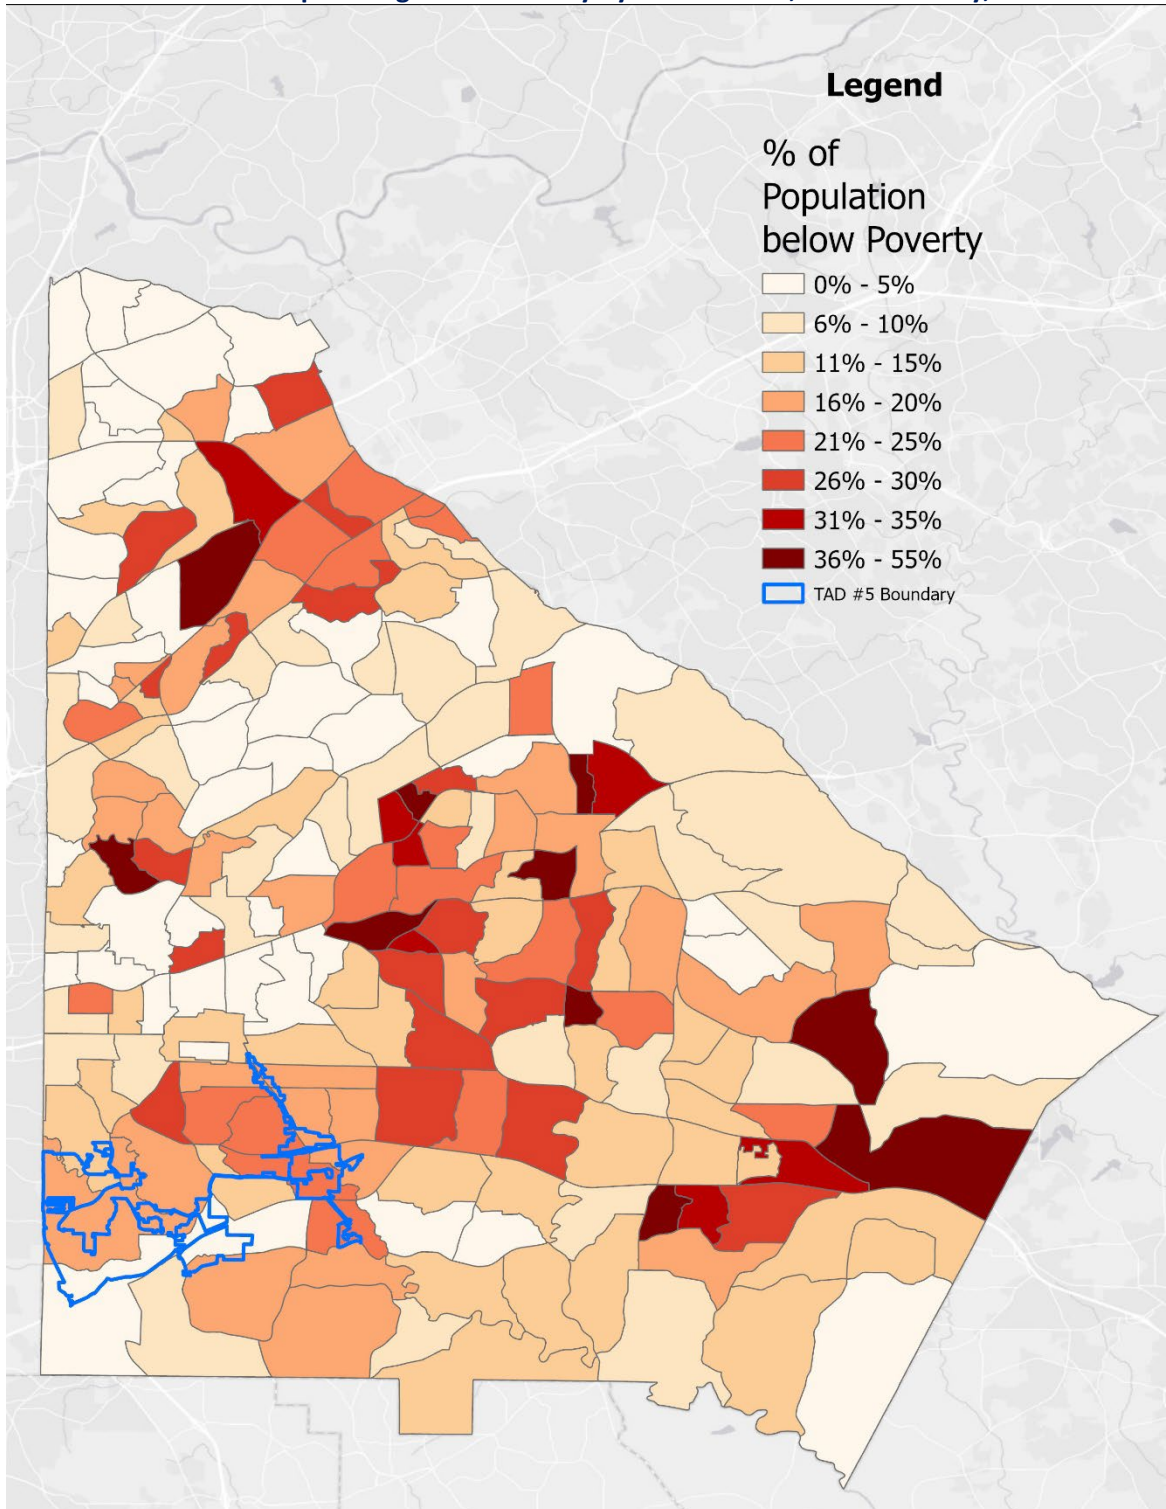 Legend
% of
Population
below Poverty
0% - 5%
6% - 10%
11% - 15%
16% - 20%
21% - 25%
26% - 30%
31% - 35%
36% - 55%
TAD #5 Boundary